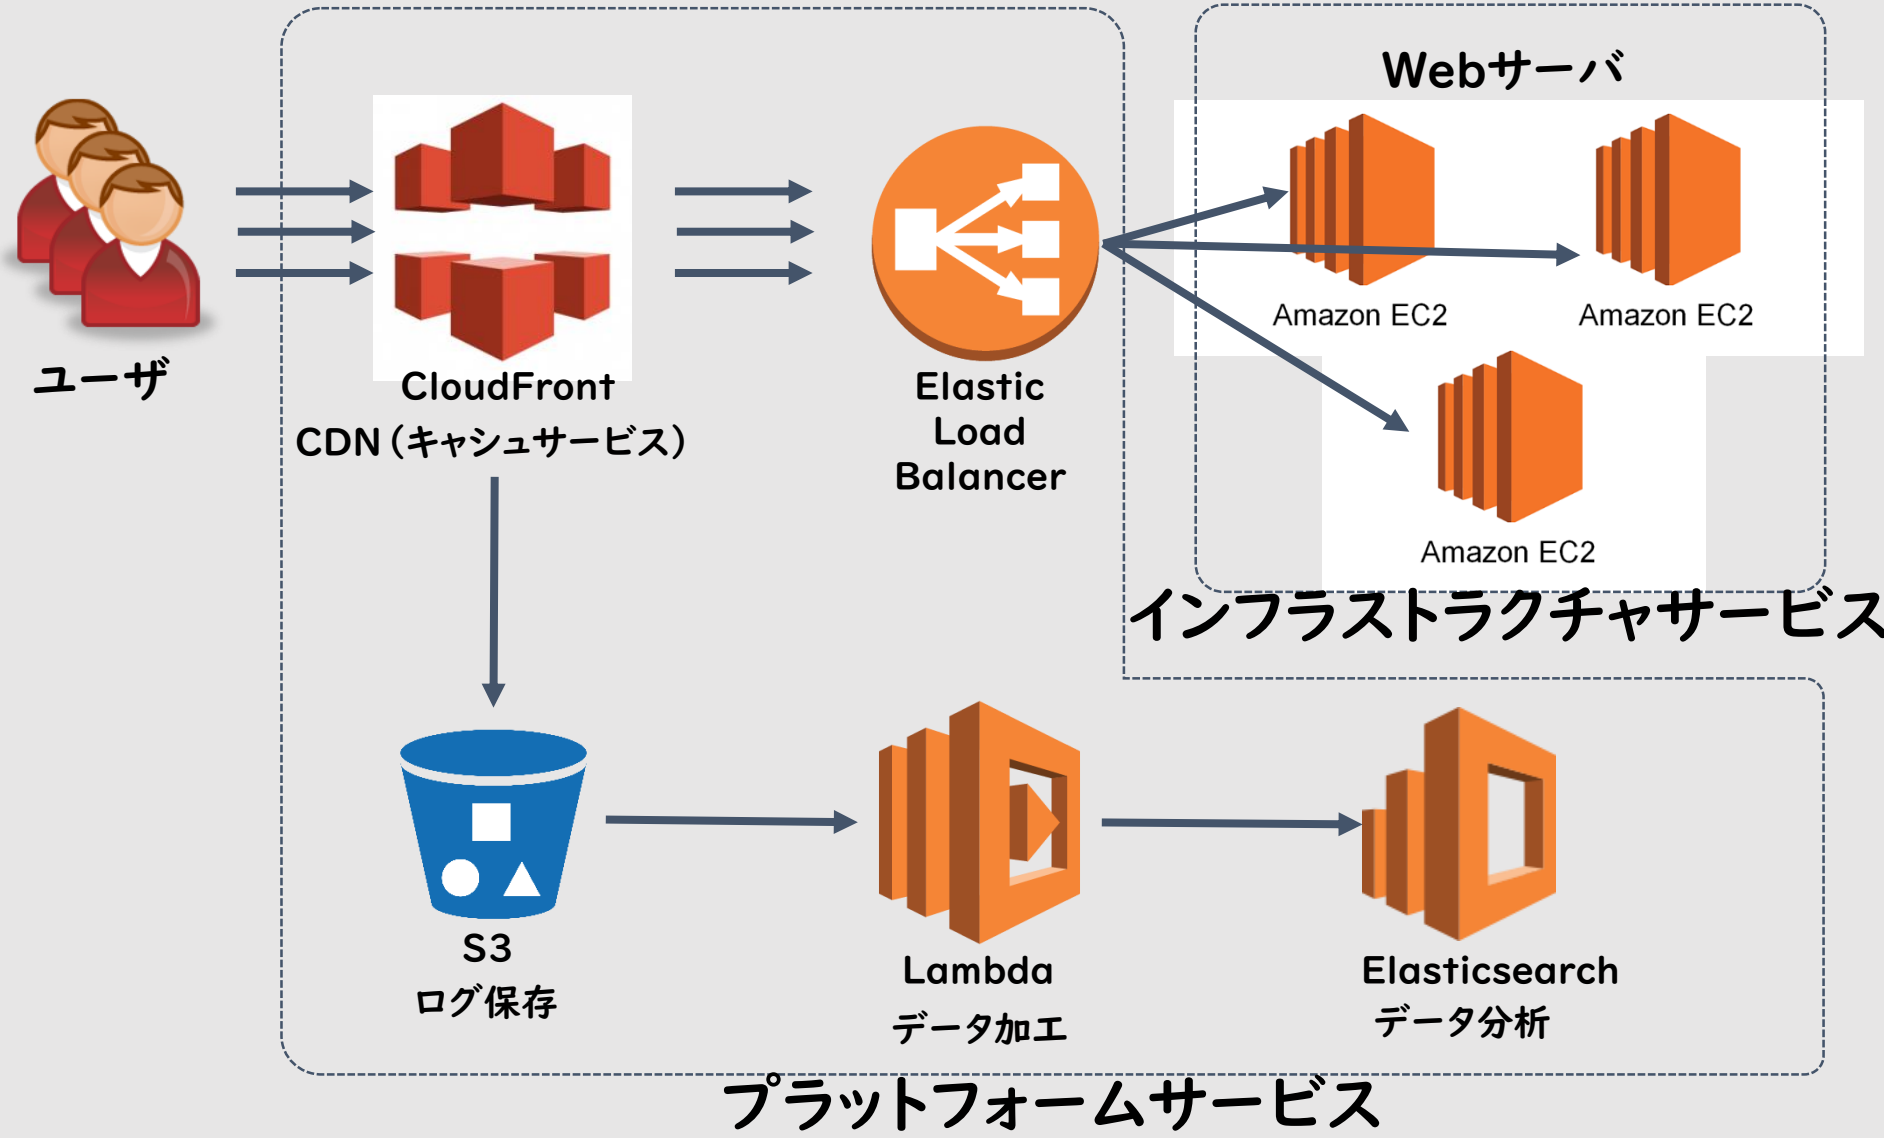 Webサーバ
Amazon EC2
Amazon EC2
ユーザ
CloudFront
CDN（キャシュサービス）
Elastic
Load
Balancer
Amazon EC2
インフラストラクチャサービス
S3
ログ保存
Lambda
データ加工
Elasticsearch
データ分析
プラットフォームサービス